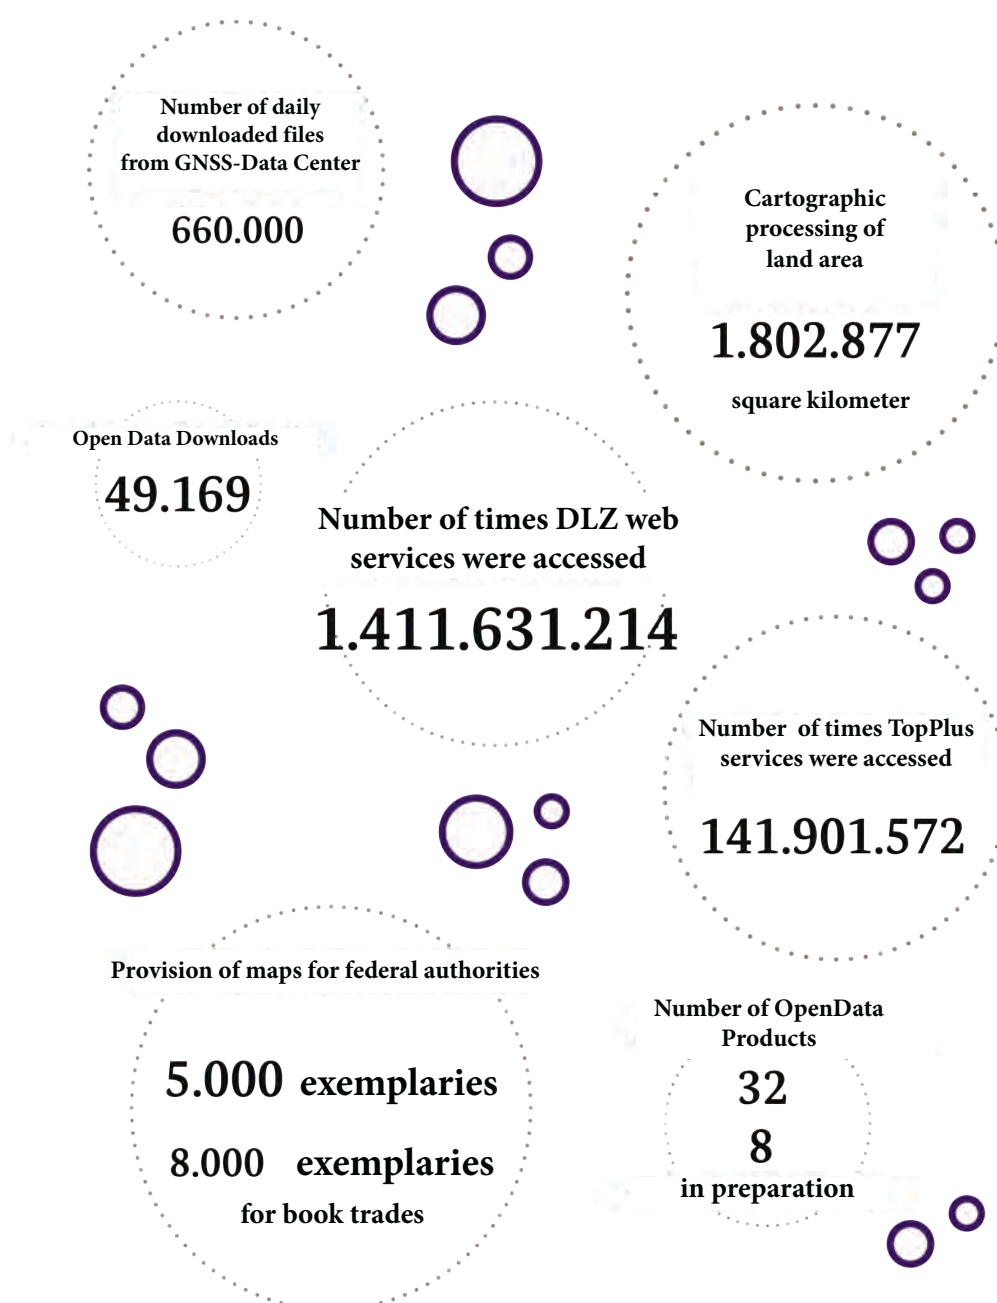 Number of daily
downloaded files
from GNSS-Data Center
660.000
Cartographic
processing of
land area
1.802.877
square kilometer
Open Data Downloads
49.169
Number of times DLZ web
services were accessed
1.411.631.214
Number of times TopPlus
services were accessed
141.901.572
Provision of maps for federal authorities
5.000 exemplaries
8.000 exemplaries
for book trades
Number of OpenData
Products
32
8
in preparation